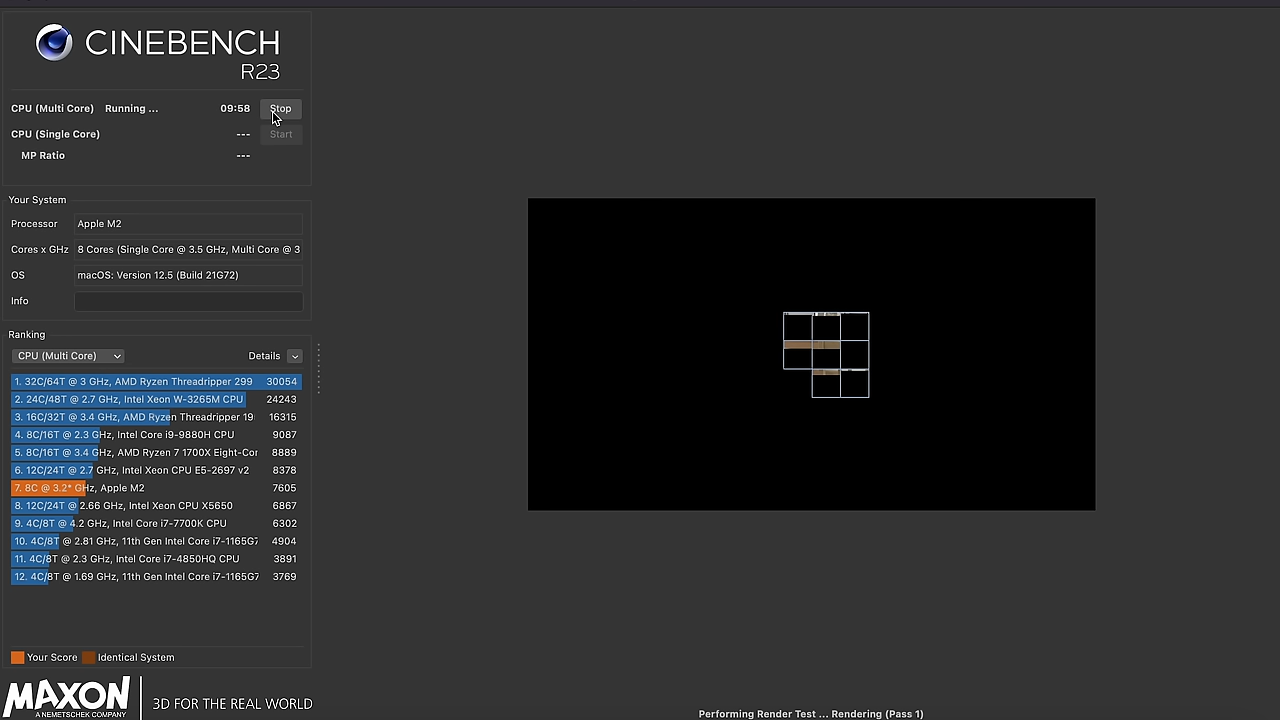 CINEBENCH
R23
CPU (Multi Core) Running ... 09:58 Stop
CPU (Single Core) --- Start
MP Ratio ---
Your System
Processor Apple M2
Cores x GHz 8 Cores (Single Core @ 3.5 GHz, Multi Core @ 3
OS macOS: Version 12.5 (Build 21G72)
Info
Ranking
CPU (Multi Core) Details
1. 32C/64T @ 3 GHz, AMD Ryzen Threadripper 299 30054
2. 24C/48T @ 2.7 GHz, Intel Xeon W-3265M CPU 24243
3. 16C/32T @ 3.4 GHz, AMD Ryzen Threadripper 19 16315
4. 8C/16T @ 2.3 GHz, Intel Core i9-9880H CPU 9087
5. 8C/16T @ 3.4 GHz, AMD Ryzen 7 1700X Eight-Cor 8889
6. 12C/24T @ 2.7 GHz, Intel Xeon CPU E5-2697 v2 8378
7. 8C @ 3.2* GHz, Apple M2 7605
8. 12C/24T @ 2.66 GHz, Intel Xeon CPU X5650 6867
9. 4C/8T @ 4.2 GHz, Intel Core i7-7700K CPU 6302
10. 4C/8T @ 2.81 GHz, 11th Gen Intel Core i7-1165G7 4904
11. 4C/8T @ 2.3 GHz, Intel Core i7-4850HQ CPU 3891
12. 4C/8T @ 1.69 GHz, 11th Gen Intel Core i7-1165G7 3769
Your Score Identical System
MAXON
A NEMETSCHEK COMPANY
3D FOR THE REAL WORLD
Performing Render Test ... Rendering (Pass 1)